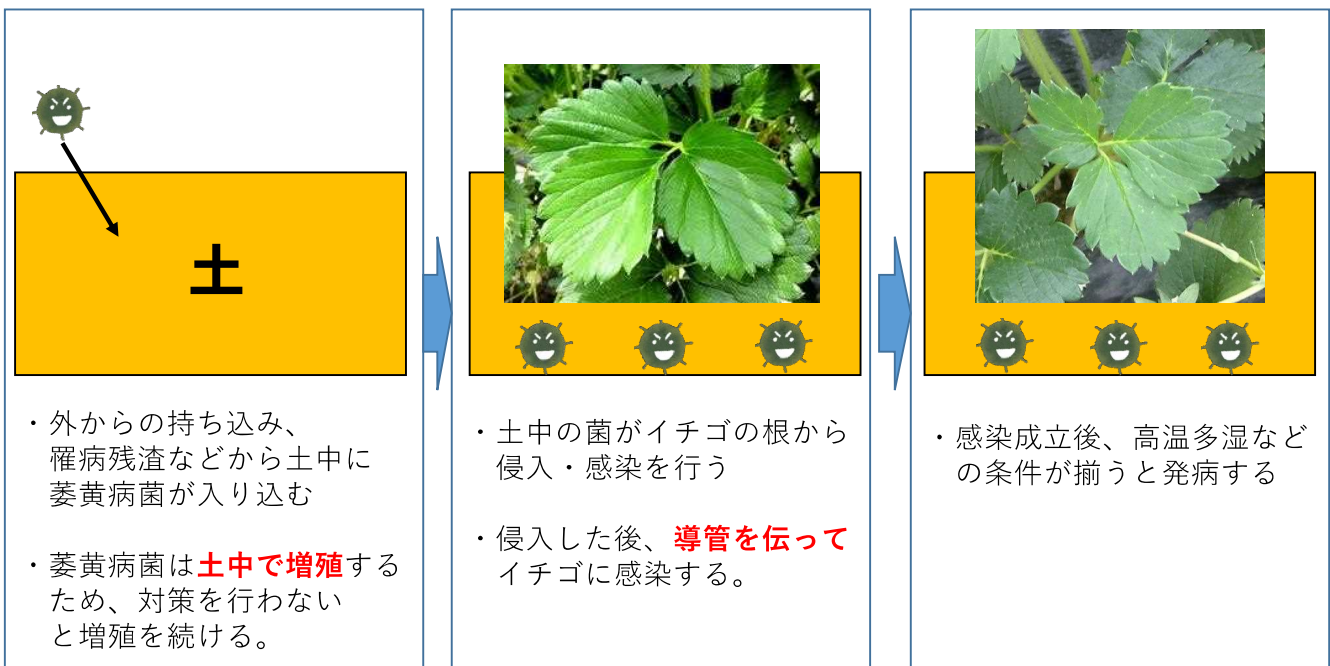 土
・外からの持ち込み、
罹病残渣などから土中に
萎黄病菌が入り込む
・萎黄病菌は土中で増殖する
ため、対策を行わない
と増殖を続ける。
・土中の菌がイチゴの根から
侵入・感染を行う
・侵入した後、導管を伝って
イチゴに感染する。
・感染成立後、高温多湿など
の条件が揃うと発病する